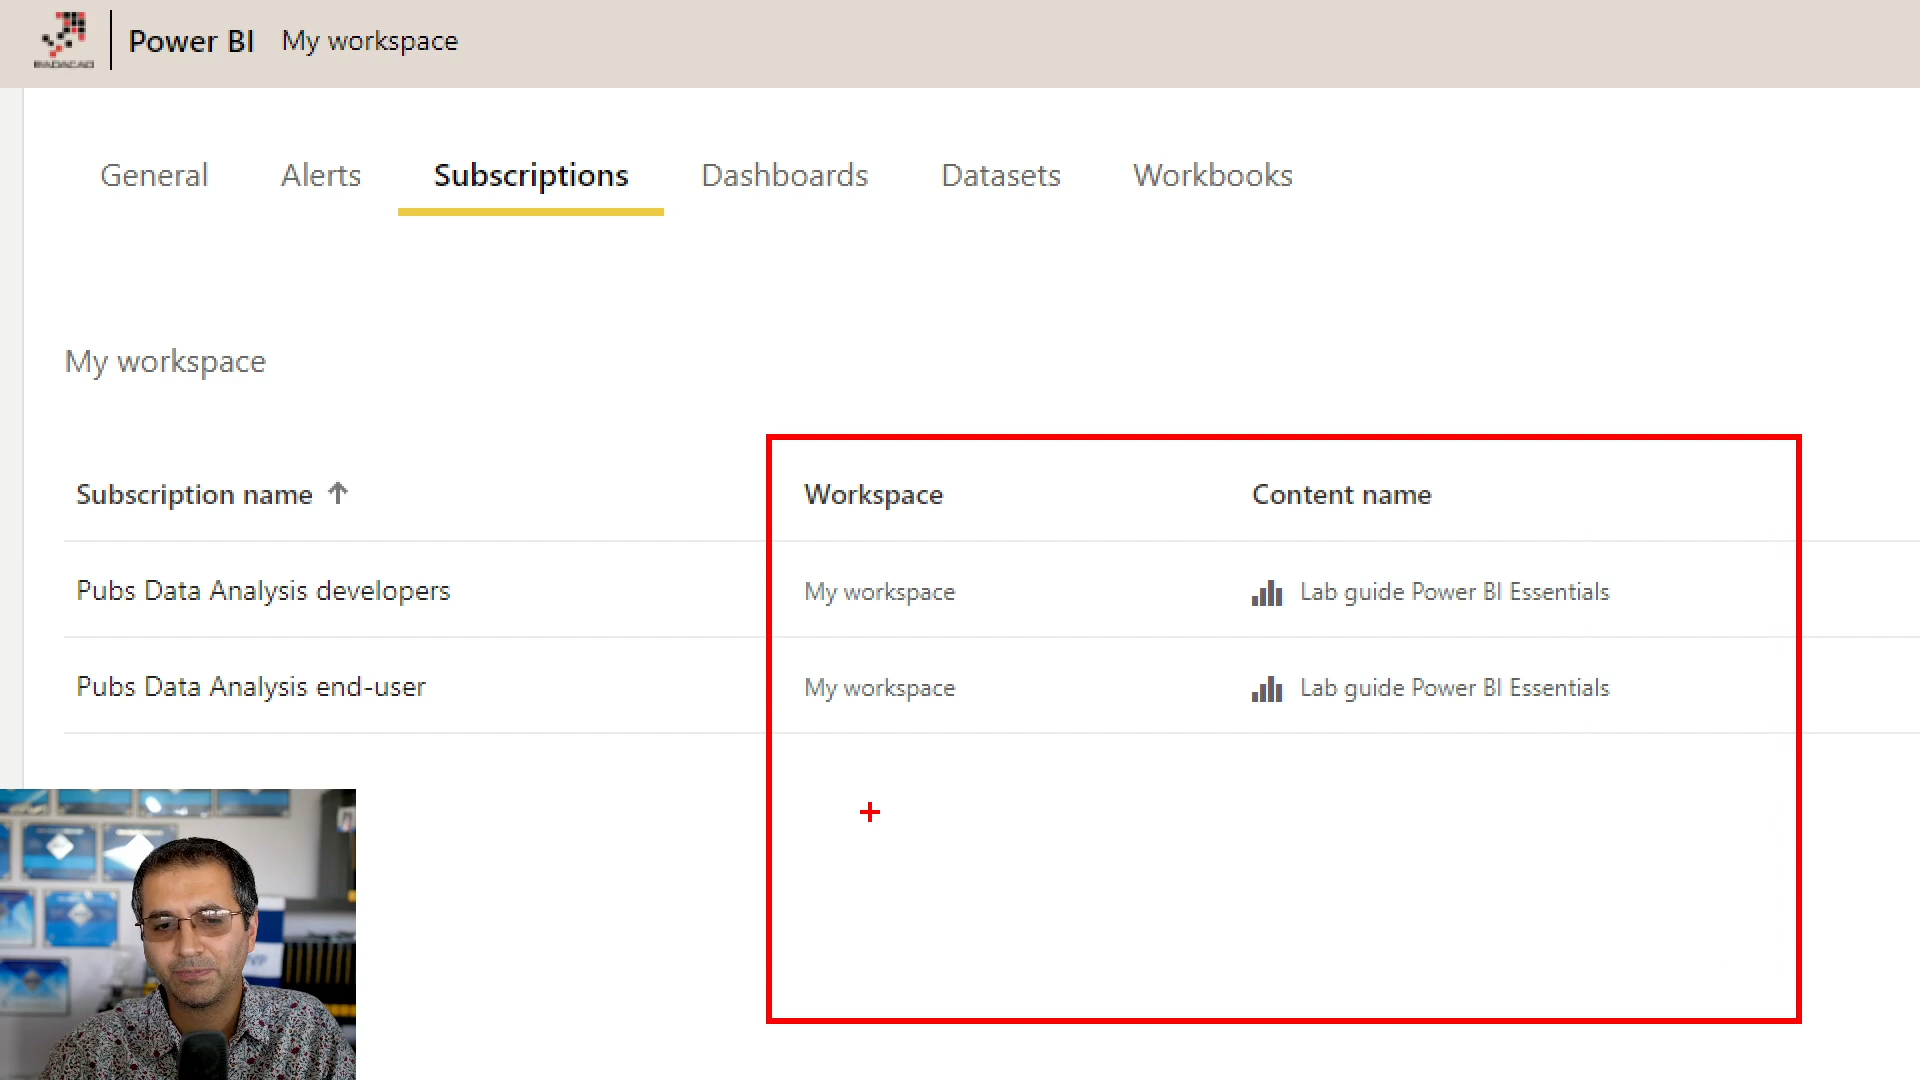 RADACAD
Power BI My workspace
General Alerts Subscriptions Dashboards Datasets Workbooks
My workspace
Subscription name ↑ Workspace Content name
Pubs Data Analysis developers My workspace Lab guide Power BI Essentials
Pubs Data Analysis end-user My workspace Lab guide Power BI Essentials